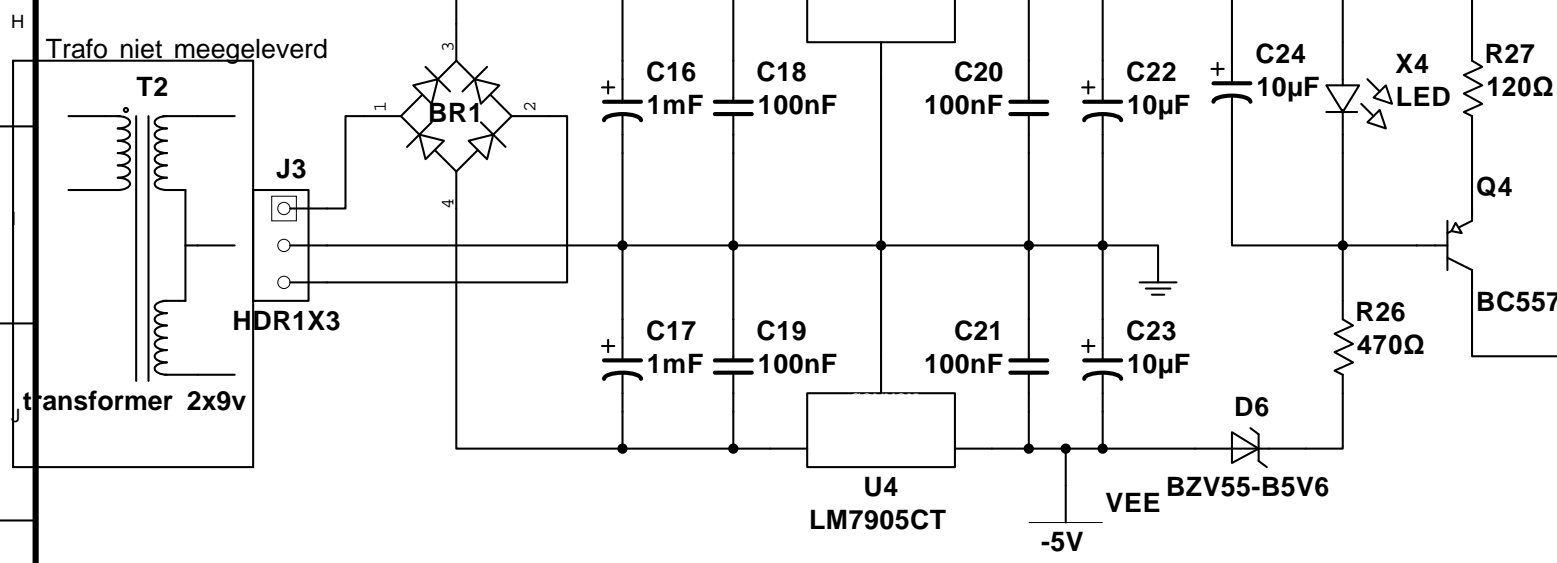 H
Trafo niet meegeleverd
T2
J3
HDR1X3
transformer 2x9v
J
3
1
BR1
2
4
C16
1mF
C18
100nF
C20
100nF
C22
10µF
C24
10µF
X4
LED
R27
120Ω
Q4
BC557
C17
1mF
C19
100nF
C21
100nF
C23
10µF
R26
470Ω
D6
BZV55-B5V6
U4
LM7905CT
VEE
-5V